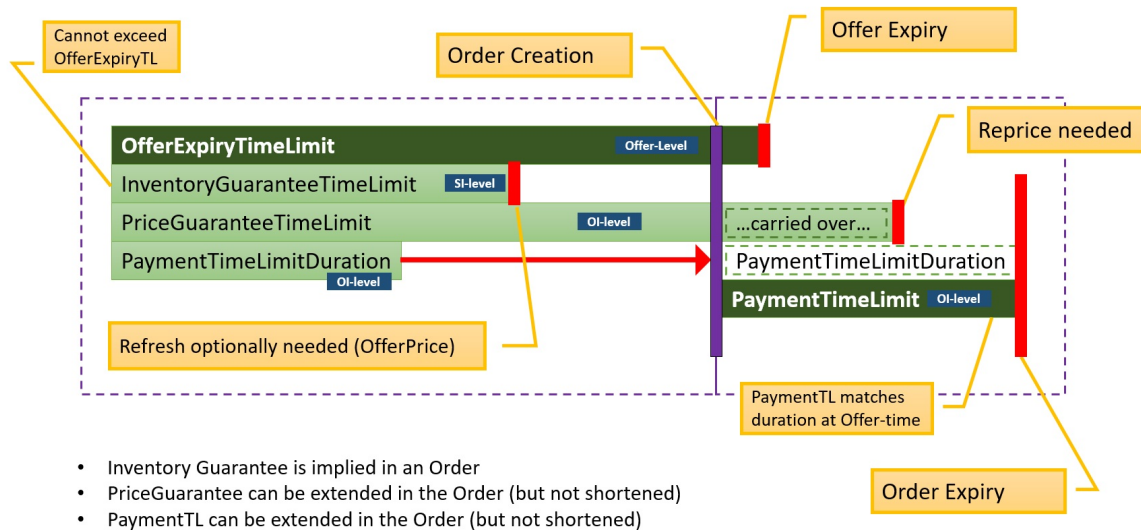 Cannot exceed
OfferExpiryTL
Order Creation
Offer Expiry
Reprice needed
OfferExpiryTimeLimit Offer-Level
InventoryGuaranteeTimeLimit SI-level
PriceGuaranteeTimeLimit OI-level …carried over…
PaymentTimeLimitDuration PaymentTimeLimitDuration
OI-level
PaymentTimeLimit OI-level
Refresh optionally needed (OfferPrice)
PaymentTL matches
duration at Offer-time
Order Expiry
• Inventory Guarantee is implied in an Order
• PriceGuarantee can be extended in the Order (but not shortened)
• PaymentTL can be extended in the Order (but not shortened)